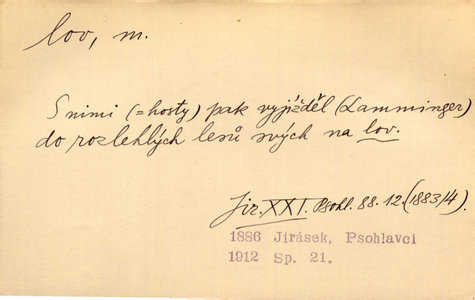 lov, m.
S nimi (= hosty) pak vyjížděl (Lamminger)
do rozlehlých lesů svých na lov.
Jir. XXI. Psohl. 88. 12. (1883/4).
1886 Jirásek, Psohlavci
1912 Sp. 21.